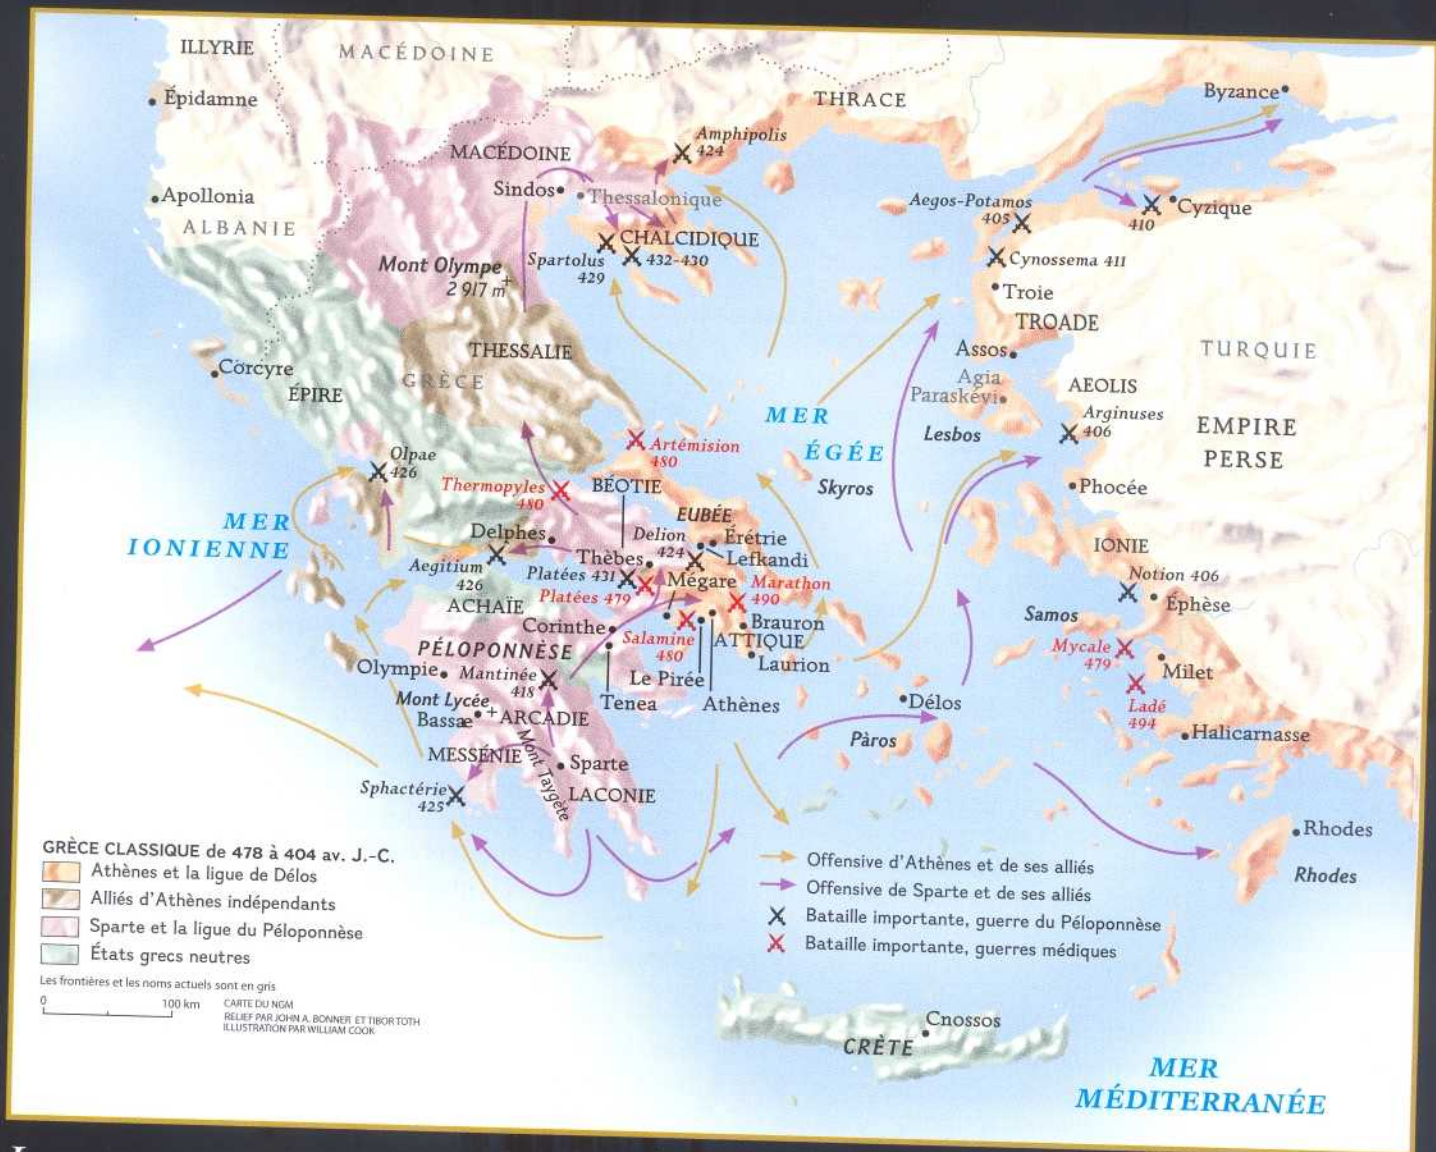 ILLYRIE
MACÉDOINE
Épidamne
THRACE
Byzance
Amphipolis
424
MACÉDOINE
Sindos
Thessalonique
Apollonia
ALBANIE
Aegos-Potamos
405
Cyzique
410
CHALCIDIQUE
432-430
Spartolus
429
Mont Olympe
2 917 m
Cynossema 411
Troie
TROADE
THESSALIE
GRÈCE
Corcyre
ÉPIRE
Assos
Agia
Paraskévi
TURQUIE
AEOLIS
Arginuses
406
EMPIRE
PERSE
MER
ÉGÉE
Lesbos
Skyros
Artémision
480
Olpae
426
Thermopyles
480
BÉOTIE
Phocée
MER
IONIENNE
EUBÉE
Delphes
Delion
424
Érétrie
Lefkandi
Thèbes
IONIE
Aegitium
426
Platées 431
Platées 479
Mégare
Marathon
490
Notion 406
Éphèse
ACHAÏE
Samos
Corinthe
Salamine
480
Brauron
ATTIQUE
Laurion
PÉLOPONNÈSE
Mycale
479
Milet
Olympie
Mantinée
418
Le Pirée
Tenea
Athènes
Délos
Ladé
494
Mont Lycée
Bassæ
ARCADIE
Pàros
Halicarnasse
MESSÉNIE
Mont Taygète
Sparte
LACONIE
Sphactérie
425
Rhodes
Rhodes
GRÈCE CLASSIQUE de 478 à 404 av. J.-C.
Athènes et la ligue de Délos
Alliés d'Athènes indépendants
Sparte et la ligue du Péloponnèse
États grecs neutres
Les frontières et les noms actuels sont en gris
0 100 km
CARTE DU NGM
RELIEF PAR JOHN A. BONNER ET TIBOR TOTH
ILLUSTRATION PAR WILLIAM COOK
Offensive d'Athènes et de ses alliés
Offensive de Sparte et de ses alliés
Bataille importante, guerre du Péloponnèse
Bataille importante, guerres médiques
Cnossos
CRÈTE
MER
MÉDITERRANÉE